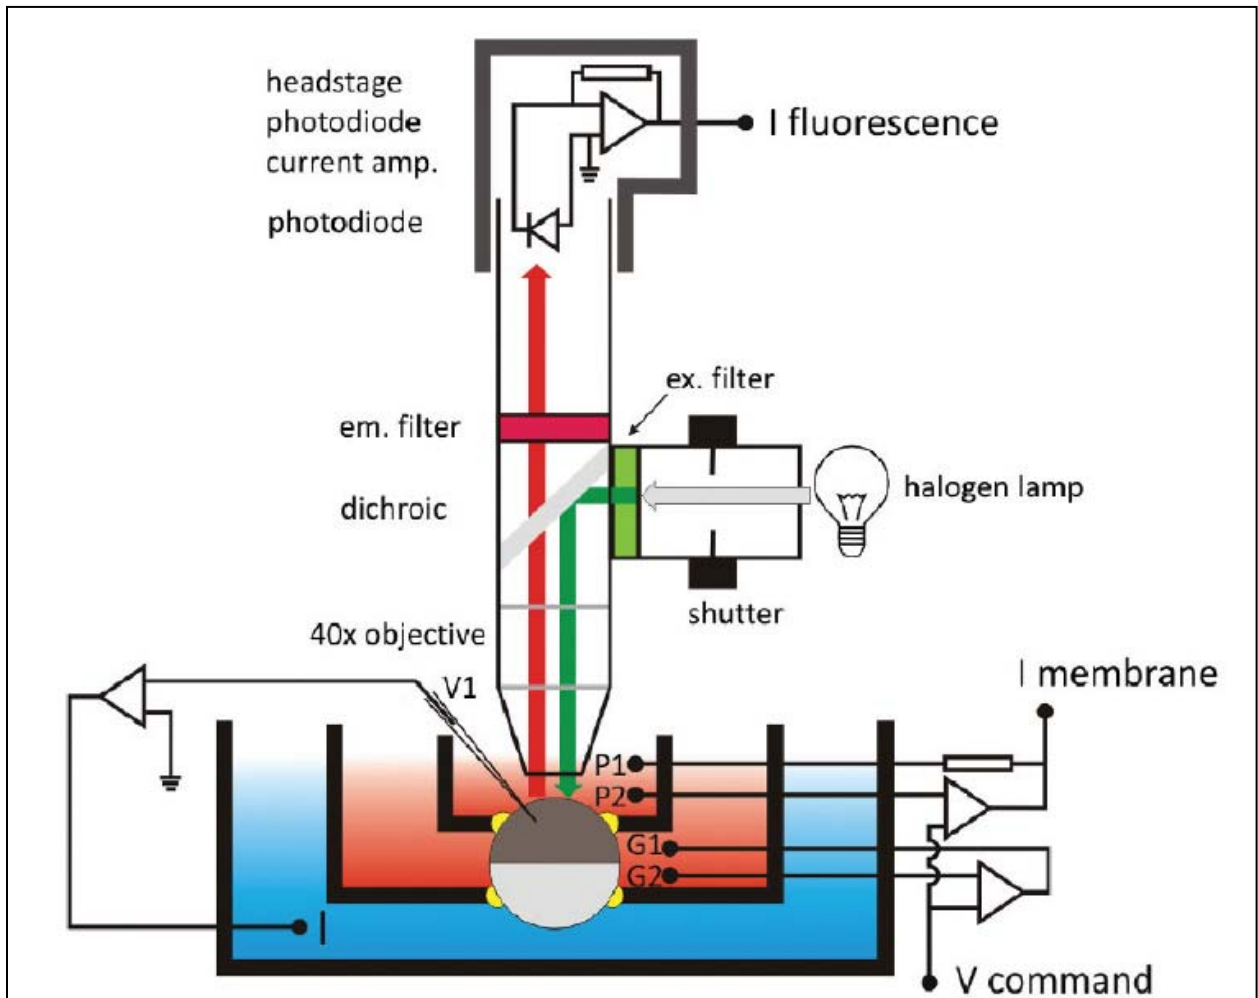 headstage
photodiode
current amp.
I fluorescence
photodiode
ex. filter
em. filter
halogen lamp
dichroic
shutter
40x objective
V1
I membrane
P1
P2
G1
G2
I
V command